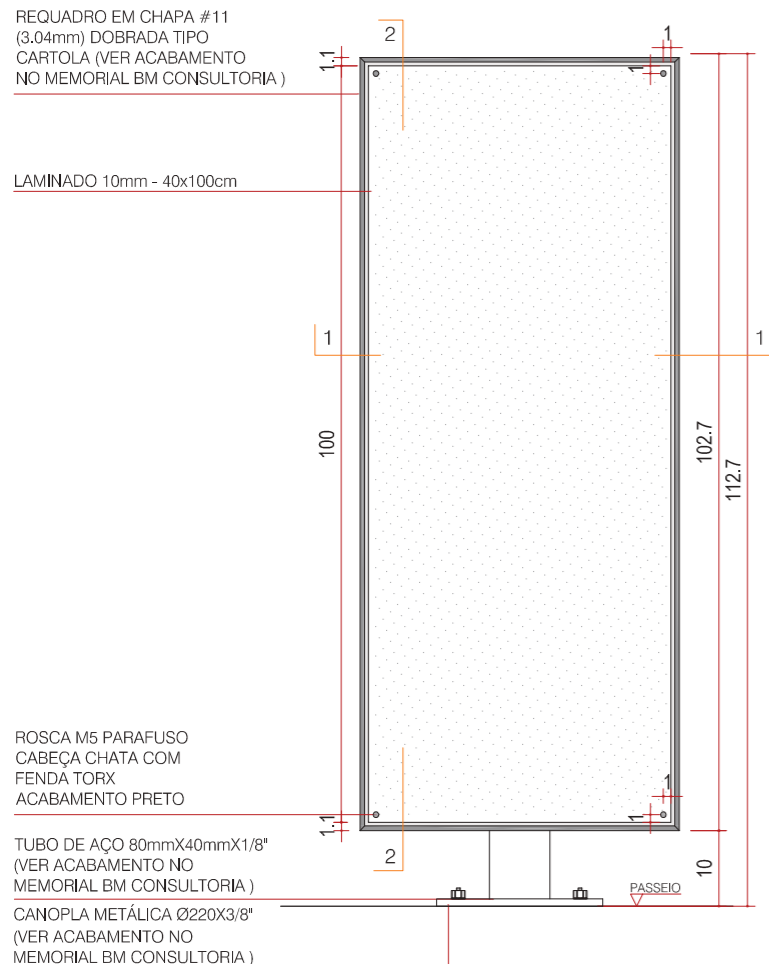 REQUADRO EM CHAPA #11
(3.04mm) DOBRADA TIPO
CARTOLA (VER ACABAMENTO
NO MEMORIAL BM CONSULTORIA )
2
1
1.1
1
LAMINADO 10mm - 40x100cm
1
1
100
102.7
112.7
ROSCA M5 PARAFUSO
CABEÇA CHATA COM
FENDA TORX
ACABAMENTO PRETO
1
1
1.1
TUBO DE AÇO 80mmX40mmX1/8"
(VER ACABAMENTO NO
MEMORIAL BM CONSULTORIA )
2
10
PASSEIO
CANOPLA METÁLICA Ø220X3/8"
(VER ACABAMENTO NO
MEMORIAL BM CONSULTORIA )